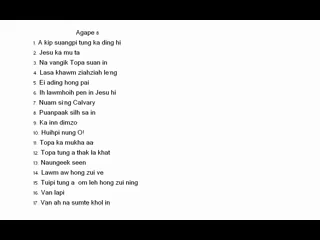 Agape 6
1. A kip suangpi tung ka ding hi
2. Jesu ka mu ta
3. Na vangik Topa suan in
4. Lasa khawm ziahziah leng
5. Ei ading hong pai
6. Ih lawmhoih pen in Jesu hi
7. Nuam sing Calvary
8. Puanpaak silh sa in
9. Ka inn dimzo
10. Huihpi nung O!
11. Topa ka mukha aa
12. Topa tung a thak la khat
13. Naungeek seen
14. Lawm aw hong zui ve
15. Tuipi tung a om leh hong zui ning
16. Van lapi
17. Van ah na sumte khol in